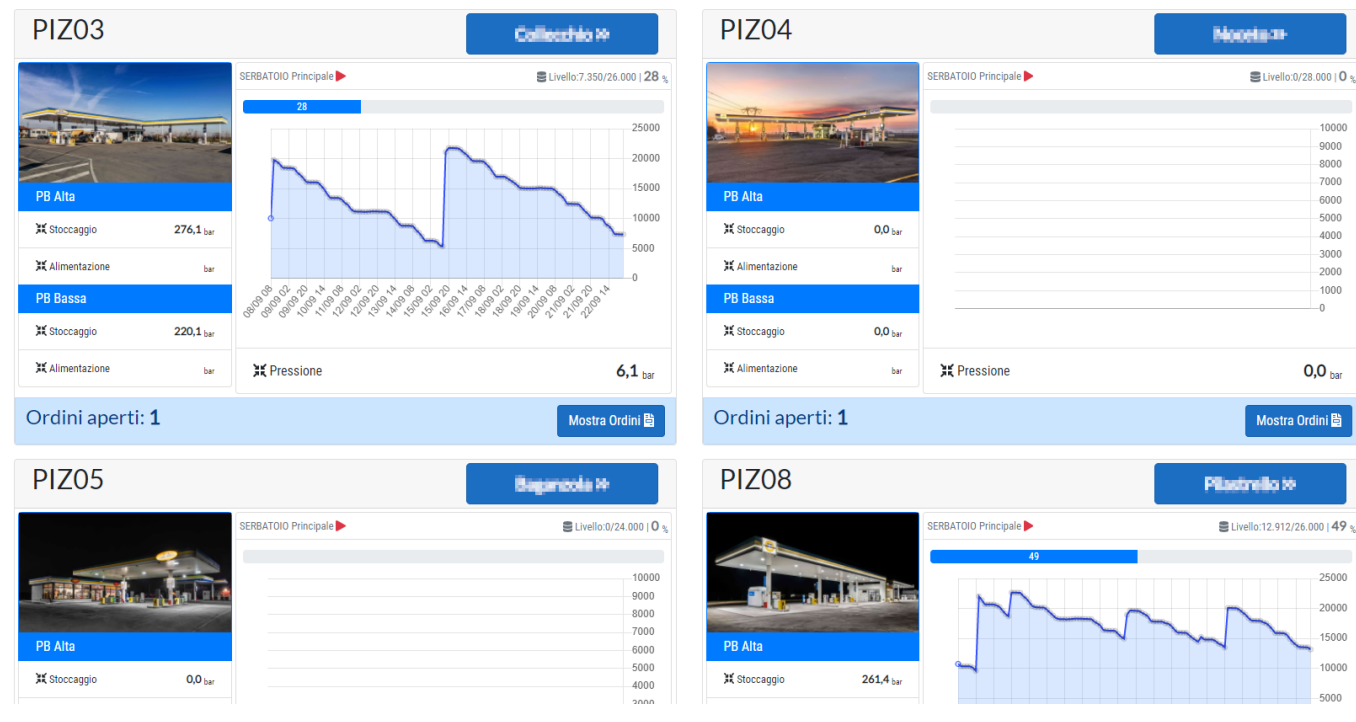 PIZ03
SERBATOIO Principale
Livello:7.350/26.000 | 28 %
28
25000
20000
15000
10000
5000
0
08/09 08
09/09 02
09/09 20
10/09 14
11/09 08
12/09 02
12/09 20
13/09 14
14/09 08
15/09 02
15/09 20
16/09 14
17/09 08
18/09 02
18/09 20
19/09 14
20/09 08
21/09 02
21/09 20
22/09 14
PB Alta
Stoccaggio 276,1 bar
Alimentazione bar
PB Bassa
Stoccaggio 220,1 bar
Alimentazione bar
Pressione 6,1 bar
Ordini aperti: 1
Mostra Ordini
PIZ04
SERBATOIO Principale
Livello:0/28.000 | 0 %
10000
9000
8000
7000
6000
5000
4000
3000
2000
1000
0
PB Alta
Stoccaggio 0,0 bar
Alimentazione bar
PB Bassa
Stoccaggio 0,0 bar
Alimentazione bar
Pressione 0,0 bar
Ordini aperti: 1
Mostra Ordini
PIZ05
SERBATOIO Principale
Livello:0/24.000 | 0 %
10000
9000
8000
7000
6000
5000
4000
3000
PB Alta
Stoccaggio 0,0 bar
PIZ08
SERBATOIO Principale
Livello:12.912/26.000 | 49 %
49
25000
20000
15000
10000
5000
PB Alta
Stoccaggio 261,4 bar